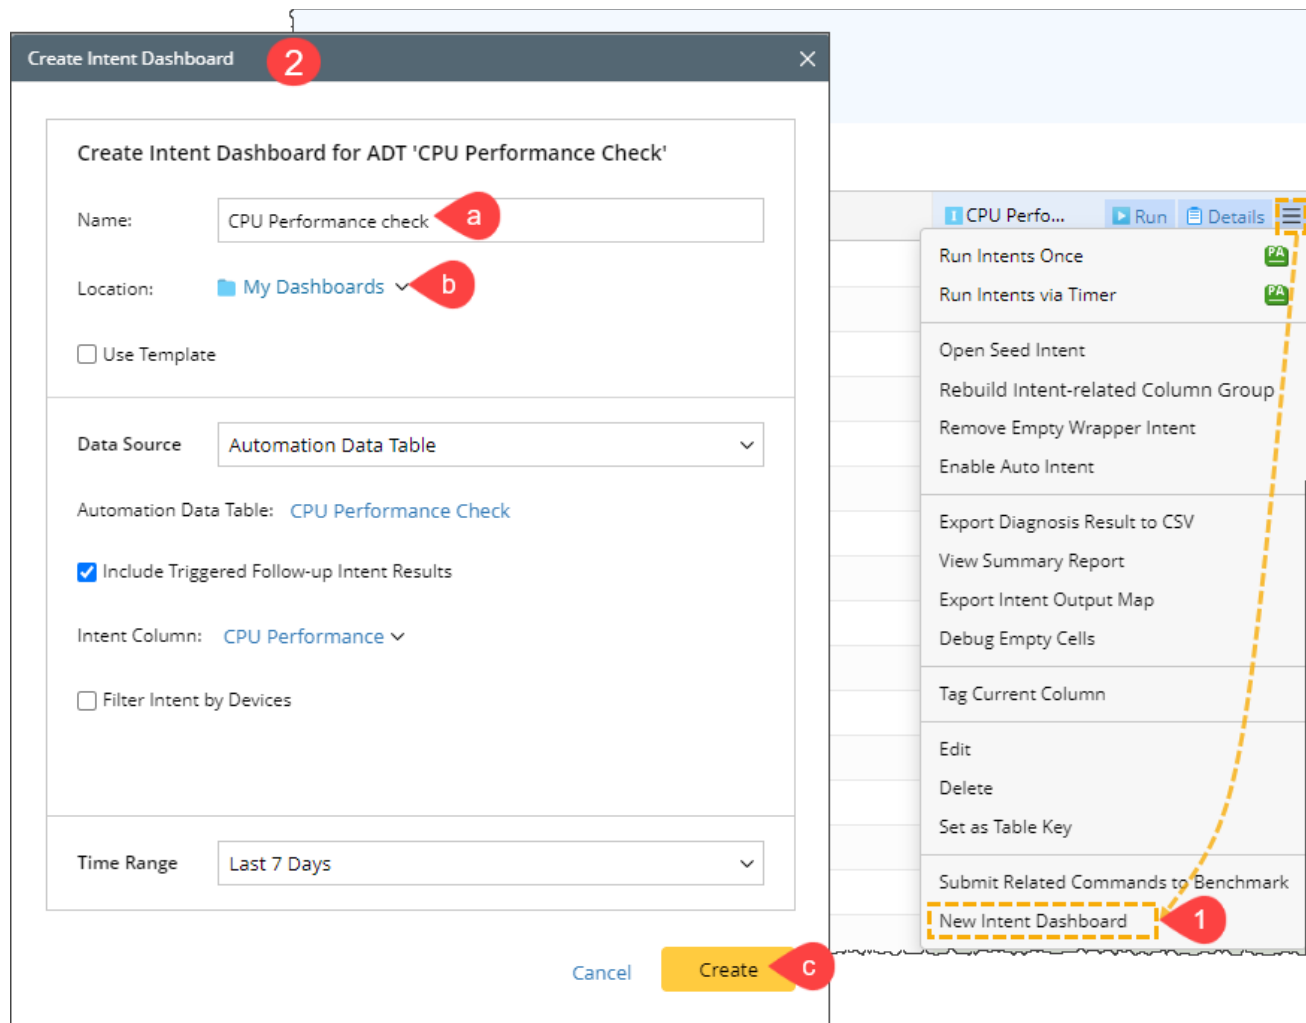 Create Intent Dashboard 2
Create Intent Dashboard for ADT 'CPU Performance Check'
Name: CPU Performance check a
Location: My Dashboards b
Use Template
Data Source Automation Data Table
Automation Data Table: CPU Performance Check
Include Triggered Follow-up Intent Results
Intent Column: CPU Performance
Filter Intent by Devices
Time Range Last 7 Days
Cancel Create c
I CPU Perfo... Run Details
Run Intents Once PA
Run Intents via Timer PA
Open Seed Intent
Rebuild Intent-related Column Group
Remove Empty Wrapper Intent
Enable Auto Intent
Export Diagnosis Result to CSV
View Summary Report
Export Intent Output Map
Debug Empty Cells
Tag Current Column
Edit
Delete
Set as Table Key
Submit Related Commands to Benchmark
New Intent Dashboard 1